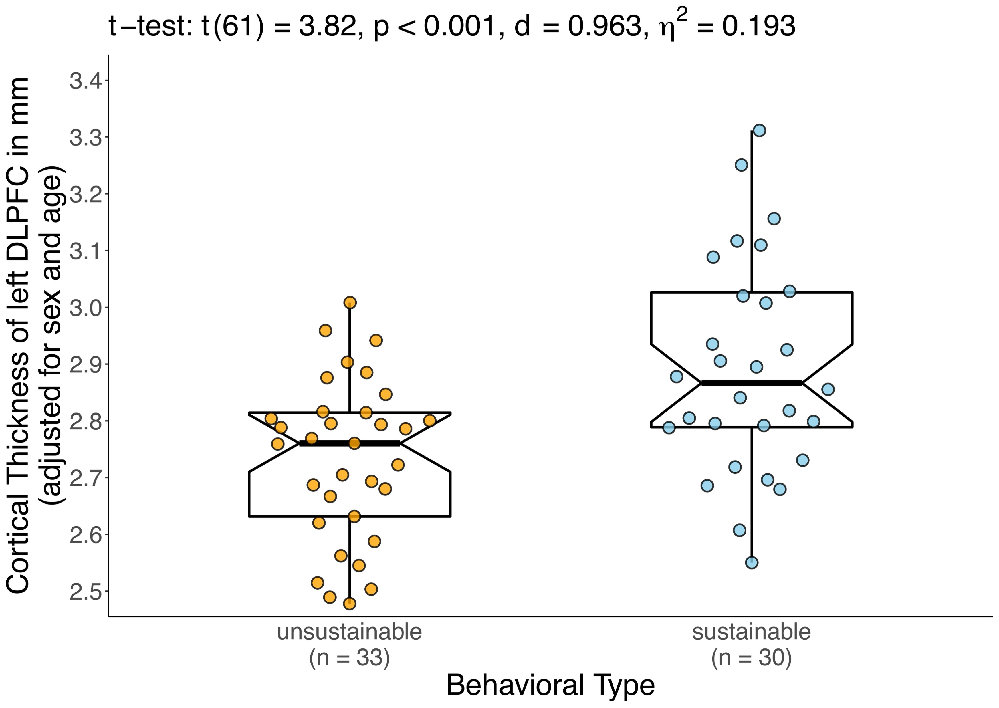 t−test: t(61) = 3.82, p < 0.001, d = 0.963, η² = 0.193
Cortical Thickness of left DLPFC in mm
(adjusted for sex and age)
3.4
3.3
3.2
3.1
3.0
2.9
2.8
2.7
2.6
2.5
unsustainable
(n = 33)
sustainable
(n = 30)
Behavioral Type